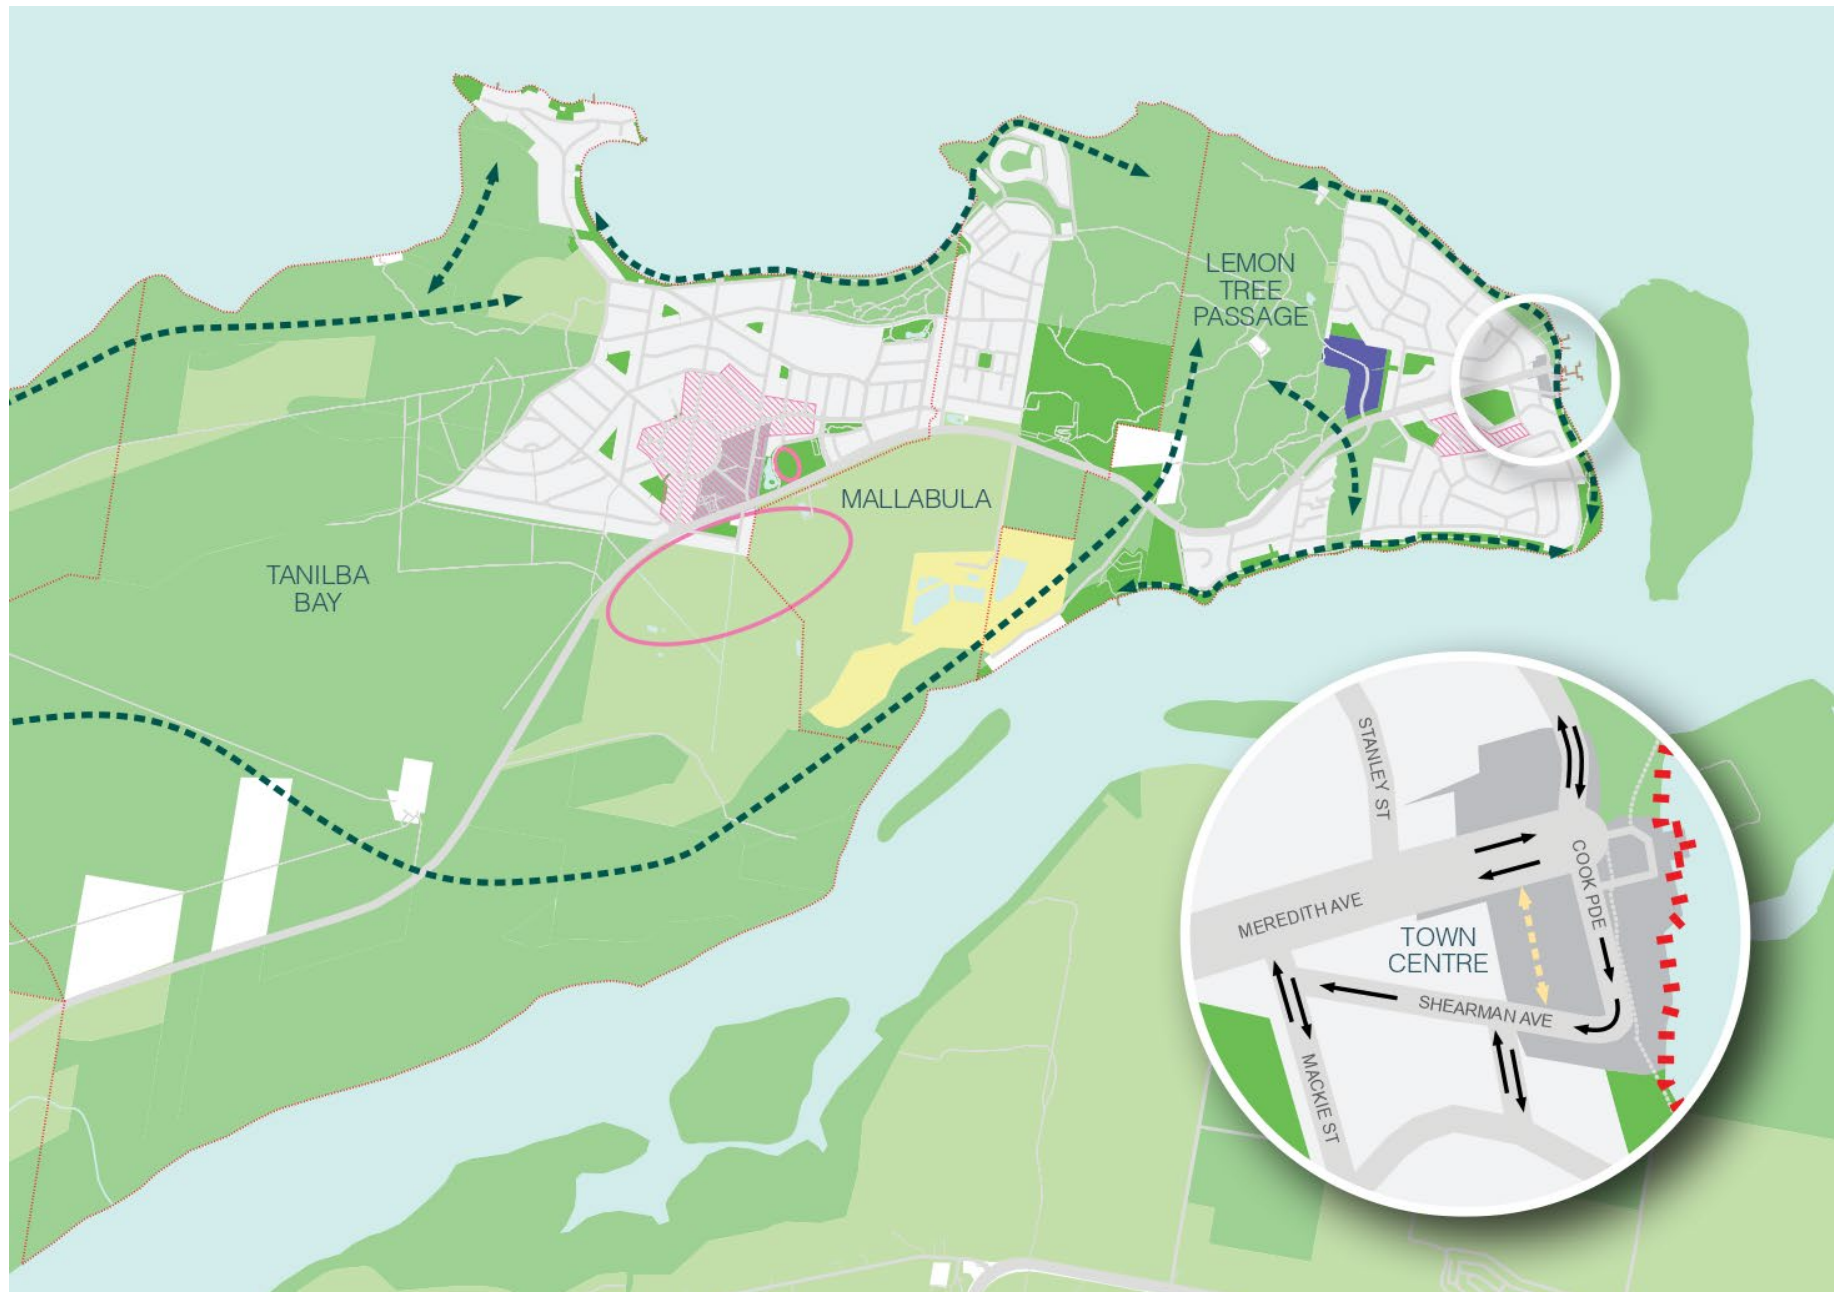 LEMON
TREE
PASSAGE
MALLABULA
TANILBA
BAY
STANLEY ST
COOK PDE
MEREDITH AVE
TOWN
CENTRE
SHEARMAN AVE
MACKIE ST